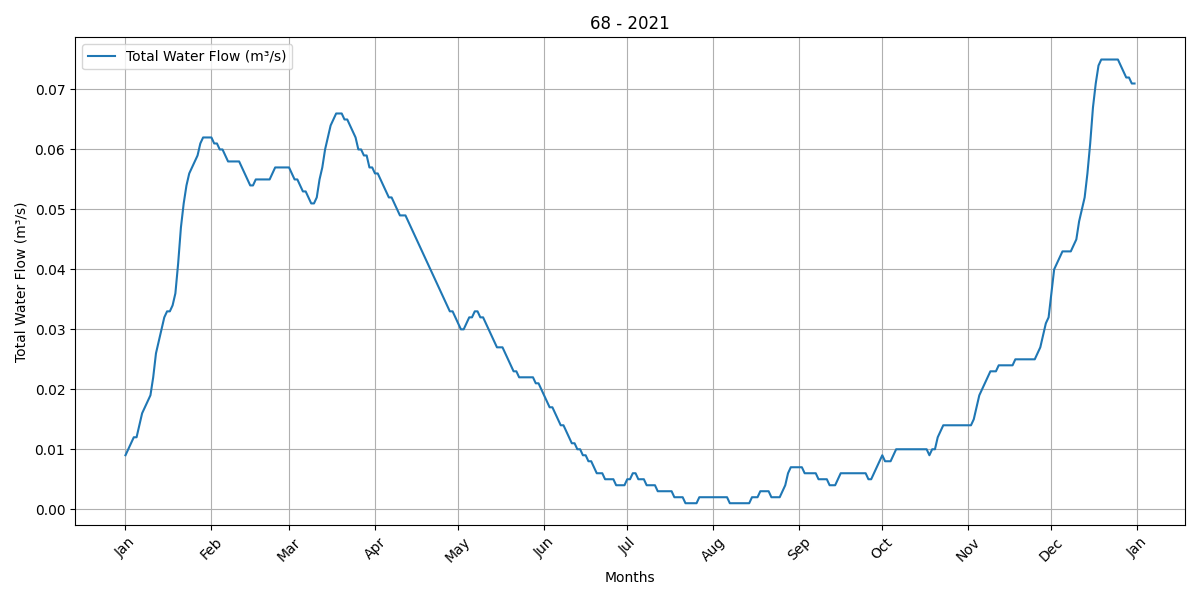 68 - 2021
Total Water Flow (m³/s)
Total Water Flow (m³/s)
0.07
0.06
0.05
0.04
0.03
0.02
0.01
0.00
Jan
Feb
Mar
Apr
May
Jun
Jul
Aug
Sep
Oct
Nov
Dec
Jan
Months